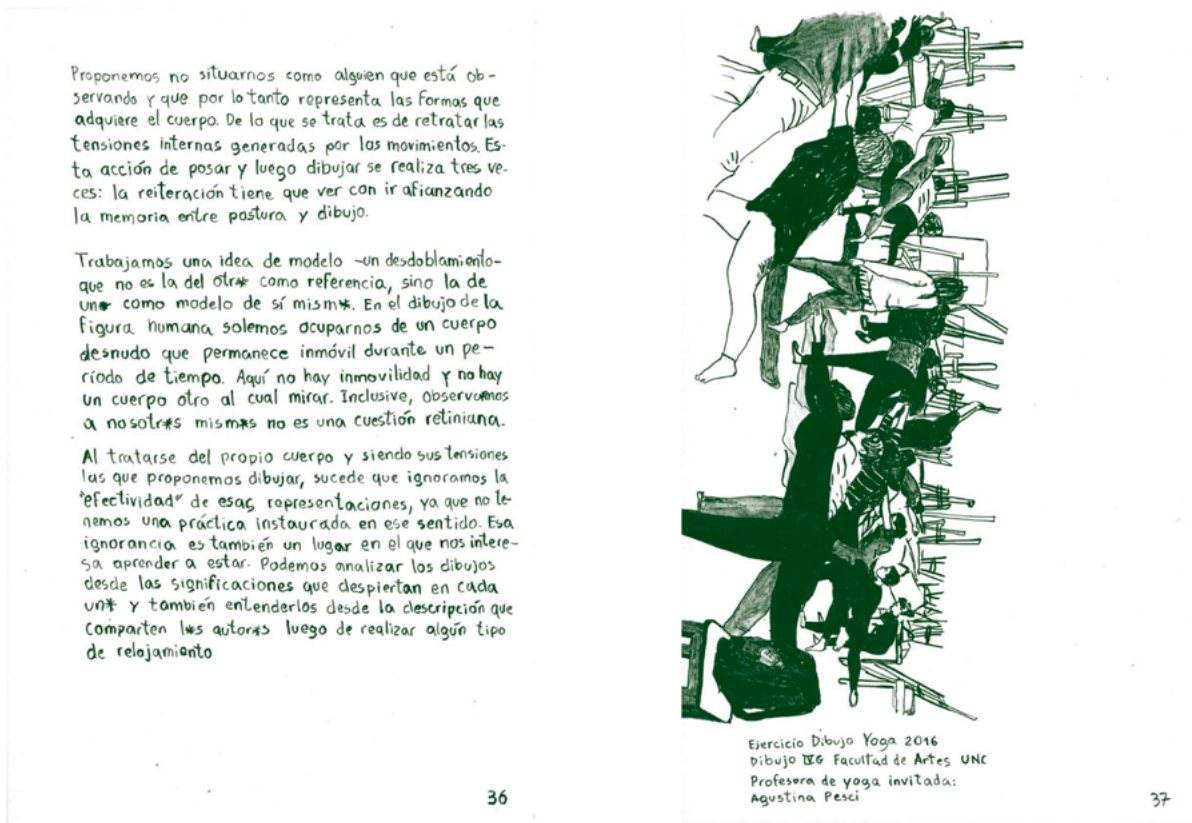 Proponemos no situarnos como alguien que está ob-
servando y que por lo tanto representa las formas que
adquiere el cuerpo. De lo que se trata es de retratar las
tensiones internas generadas por los movimientos. Es-
ta acción de posar y luego dibujar se realiza tres ve-
ces: la reiteración tiene que ver con ir afianzando
la memoria entre postura y dibujo.
Trabajamos una idea de modelo -un desdoblamiento-
que no es la del otr* como referencia, sino la de
un* como modelo de sí mism*. En el dibujo de la
figura humana solemos ocuparnos de un cuerpo
desnudo que permanece inmóvil durante un pe-
ríodo de tiempo. Aquí no hay inmovilidad y no hay
un cuerpo otro al cual mirar. Inclusive, observarnos
a nosotr*s mism*s no es una cuestión retiniana.
Al tratarse del propio cuerpo y siendo sus tensiones
las que proponemos dibujar, sucede que ignoramos la
"efectividad" de esas representaciones, ya que no te-
nemos una práctica instaurada en ese sentido. Esa
ignorancia es también un lugar en el que nos intere-
sa aprender a estar. Podemos analizar los dibujos
desde las significaciones que despiertan en cada
un* y también entenderlos desde la descripción que
comparten l*s autor*s luego de realizar algún tipo
de relajamiento
36
Ejercicio Dibujo Yoga 2016
Dibujo IVG Facultad de Artes UNC
Profesora de yoga invitada:
Agustina Pesci
37